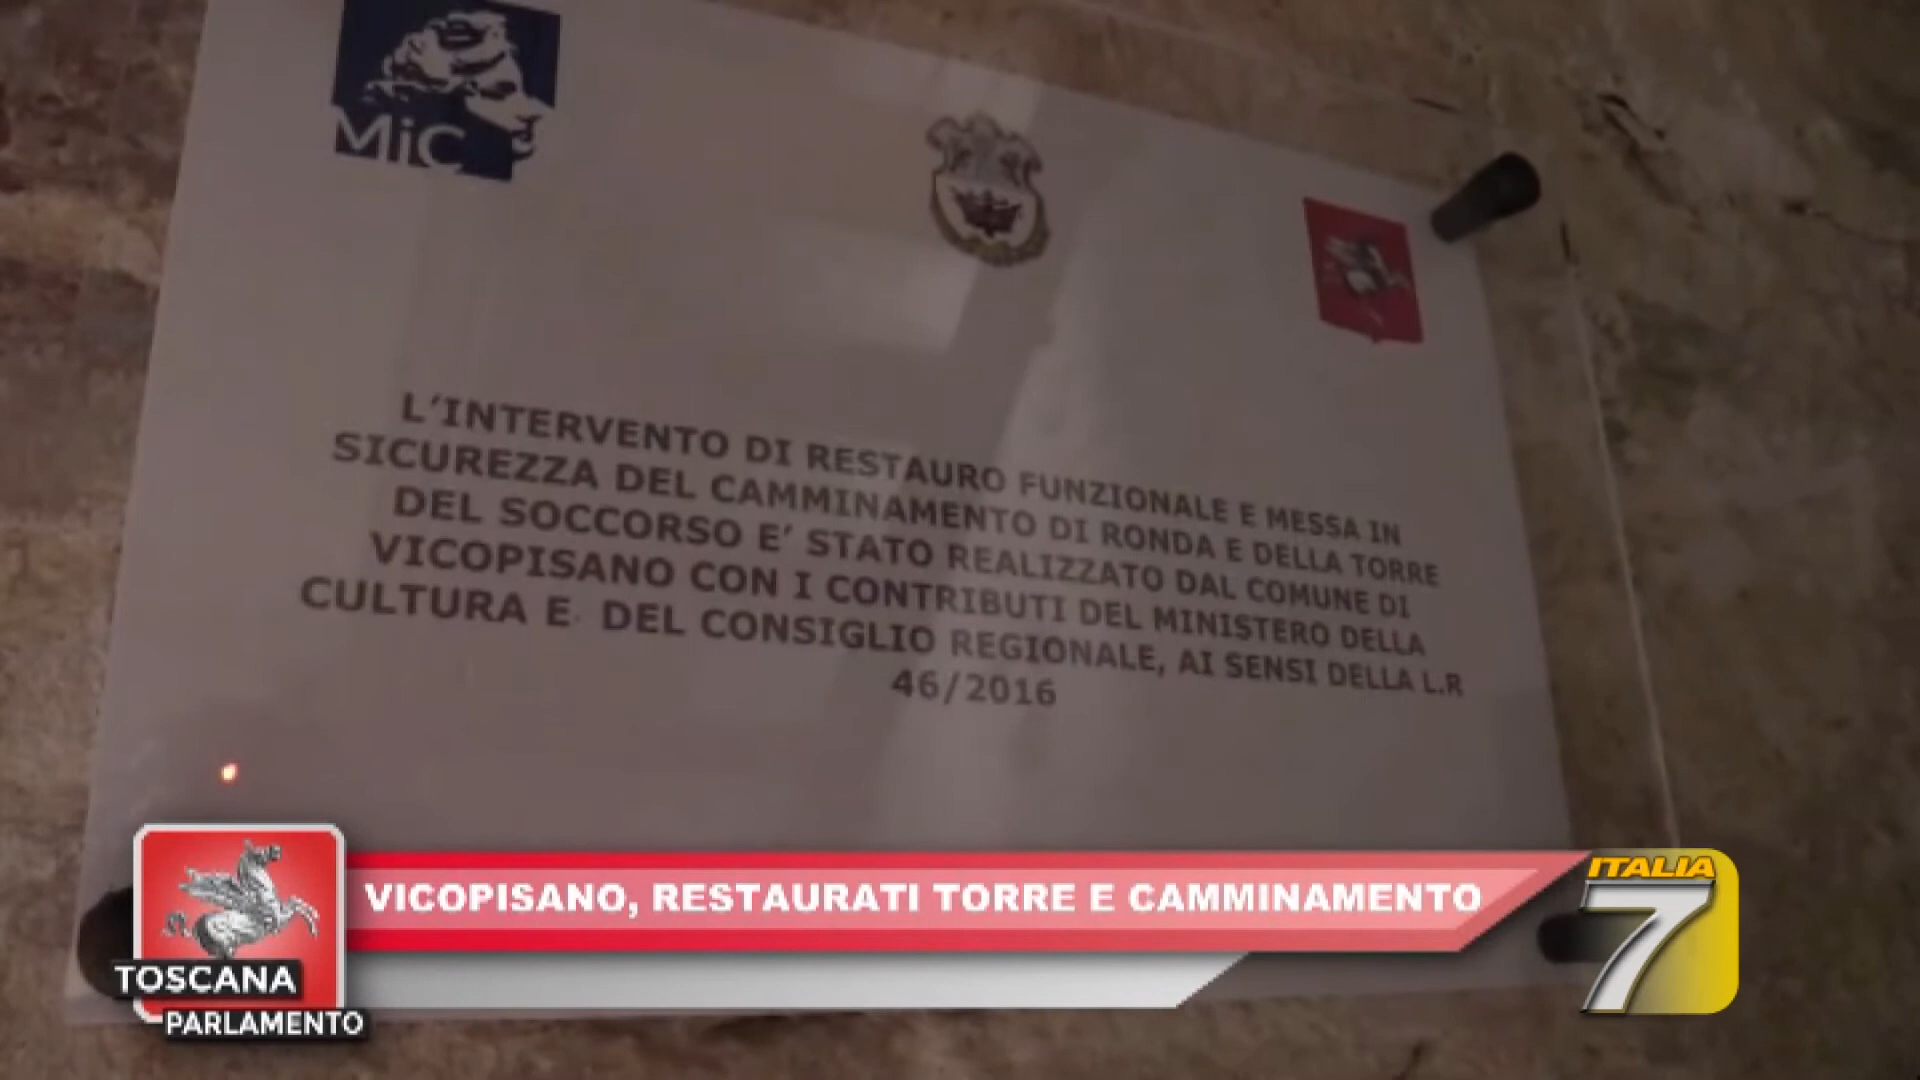 MiC
L'INTERVENTO DI RESTAURO FUNZIONALE E MESSA IN
SICUREZZA DEL CAMMINAMENTO DI RONDA E DELLA TORRE
DEL SOCCORSO E' STATO REALIZZATO DAL COMUNE DI
VICOPISANO CON I CONTRIBUTI DEL MINISTERO DELLA
CULTURA E DEL CONSIGLIO REGIONALE, AI SENSI DELLA L.R
46/2016
VICOPISANO, RESTAURATI TORRE E CAMMINAMENTO
ITALIA
7
TOSCANA
PARLAMENTO